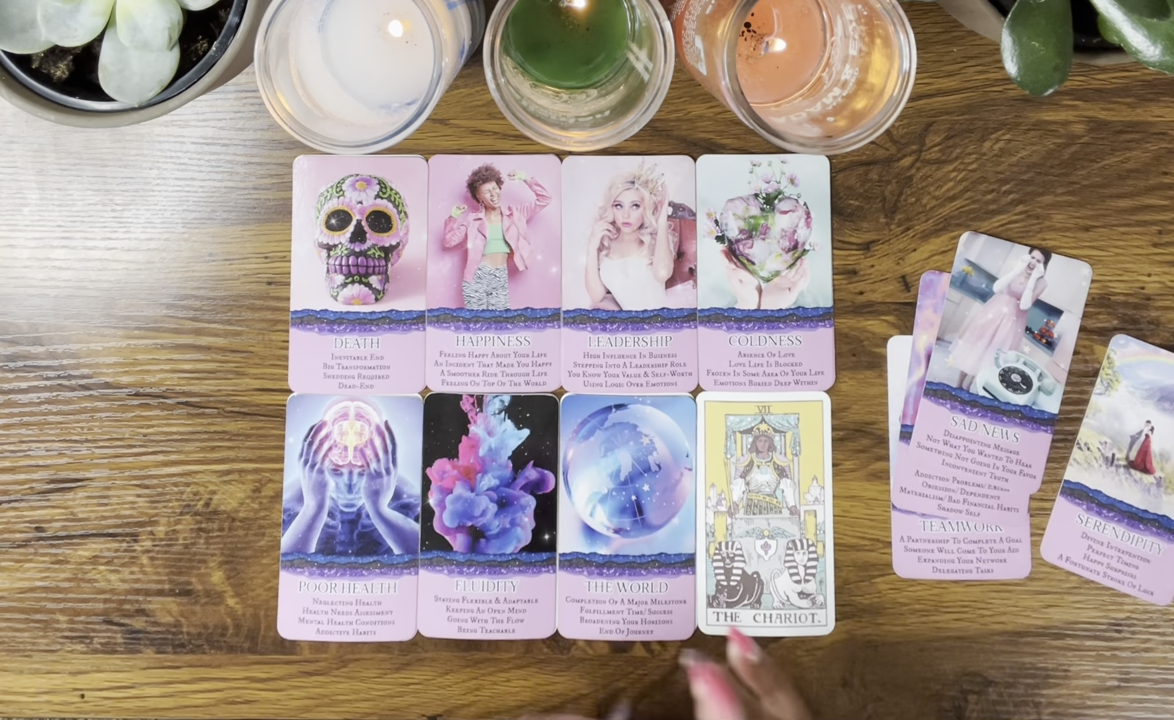 DEATH
INEVITABLE END
BIG TRANSFORMATION
SHEDDING REQUIRED
DEAD-END
HAPPINESS
FEELING HAPPY ABOUT YOUR LIFE
AN INCIDENT THAT MADE YOU HAPPY
A SMOOTHER RIDE THROUGH LIFE
FEELING ON TOP OF THE WORLD
LEADERSHIP
HIGH INFLUENCE IN BUSINESS
STEPPING INTO A LEADERSHIP ROLE
YOU KNOW YOUR VALUE & SELF-WORTH
USING LOGIC OVER EMOTIONS
COLDNESS
ABSENCE OF LOVE
LOVE LIFE IS BLOCKED
FROZEN IN SOME AREA OF YOUR LIFE
EMOTIONS BURIED DEEP WITHIN
POOR HEALTH
NEGLECTING HEALTH
HEALTH NEEDS ASSESSMENT
MENTAL HEALTH CONDITIONS
ADDICTIVE HABITS
FLUIDITY
STAYING FLEXIBLE & ADAPTABLE
KEEPING AN OPEN MIND
GOING WITH THE FLOW
BEING TEACHABLE
THE WORLD
COMPLETION OF A MAJOR MILESTONE
FULFILLMENT TIME/ SUCCESS
BROADENING YOUR HORIZONS
END OF JOURNEY
VII
THE CHARIOT.
SAD NEWS
DISAPPOINTING MESSAGE
NOT WHAT YOU WANTED TO HEAR
SOMETHING NOT GOING IN YOUR FAVOR
INCONVENIENT TRUTH
ADDICTION PROBLEMS/
OBSESSION/ DEPENDENCY
MATERIALISM/ BAD FINANCIAL HABITS
SHADOW SELF
TEAMWORK
A PARTNERSHIP TO COMPLETE A GOAL
SOMEONE WILL COME TO YOUR AID
EXPANDING YOUR NETWORK
DELEGATING TASKS
SERENDIPITY
DIVINE INTERVENTION
PERFECT TIMING
HAPPY SURPRISES
A FORTUNATE STROKE OF LUCK